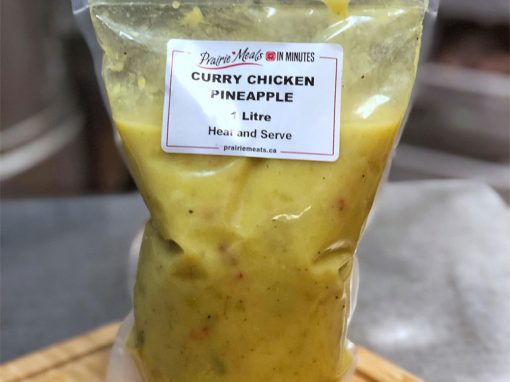 Prairie Meats IN MINUTES
CURRY CHICKEN
PINEAPPLE
1 Litre
Heat and Serve
prairiemeats.ca